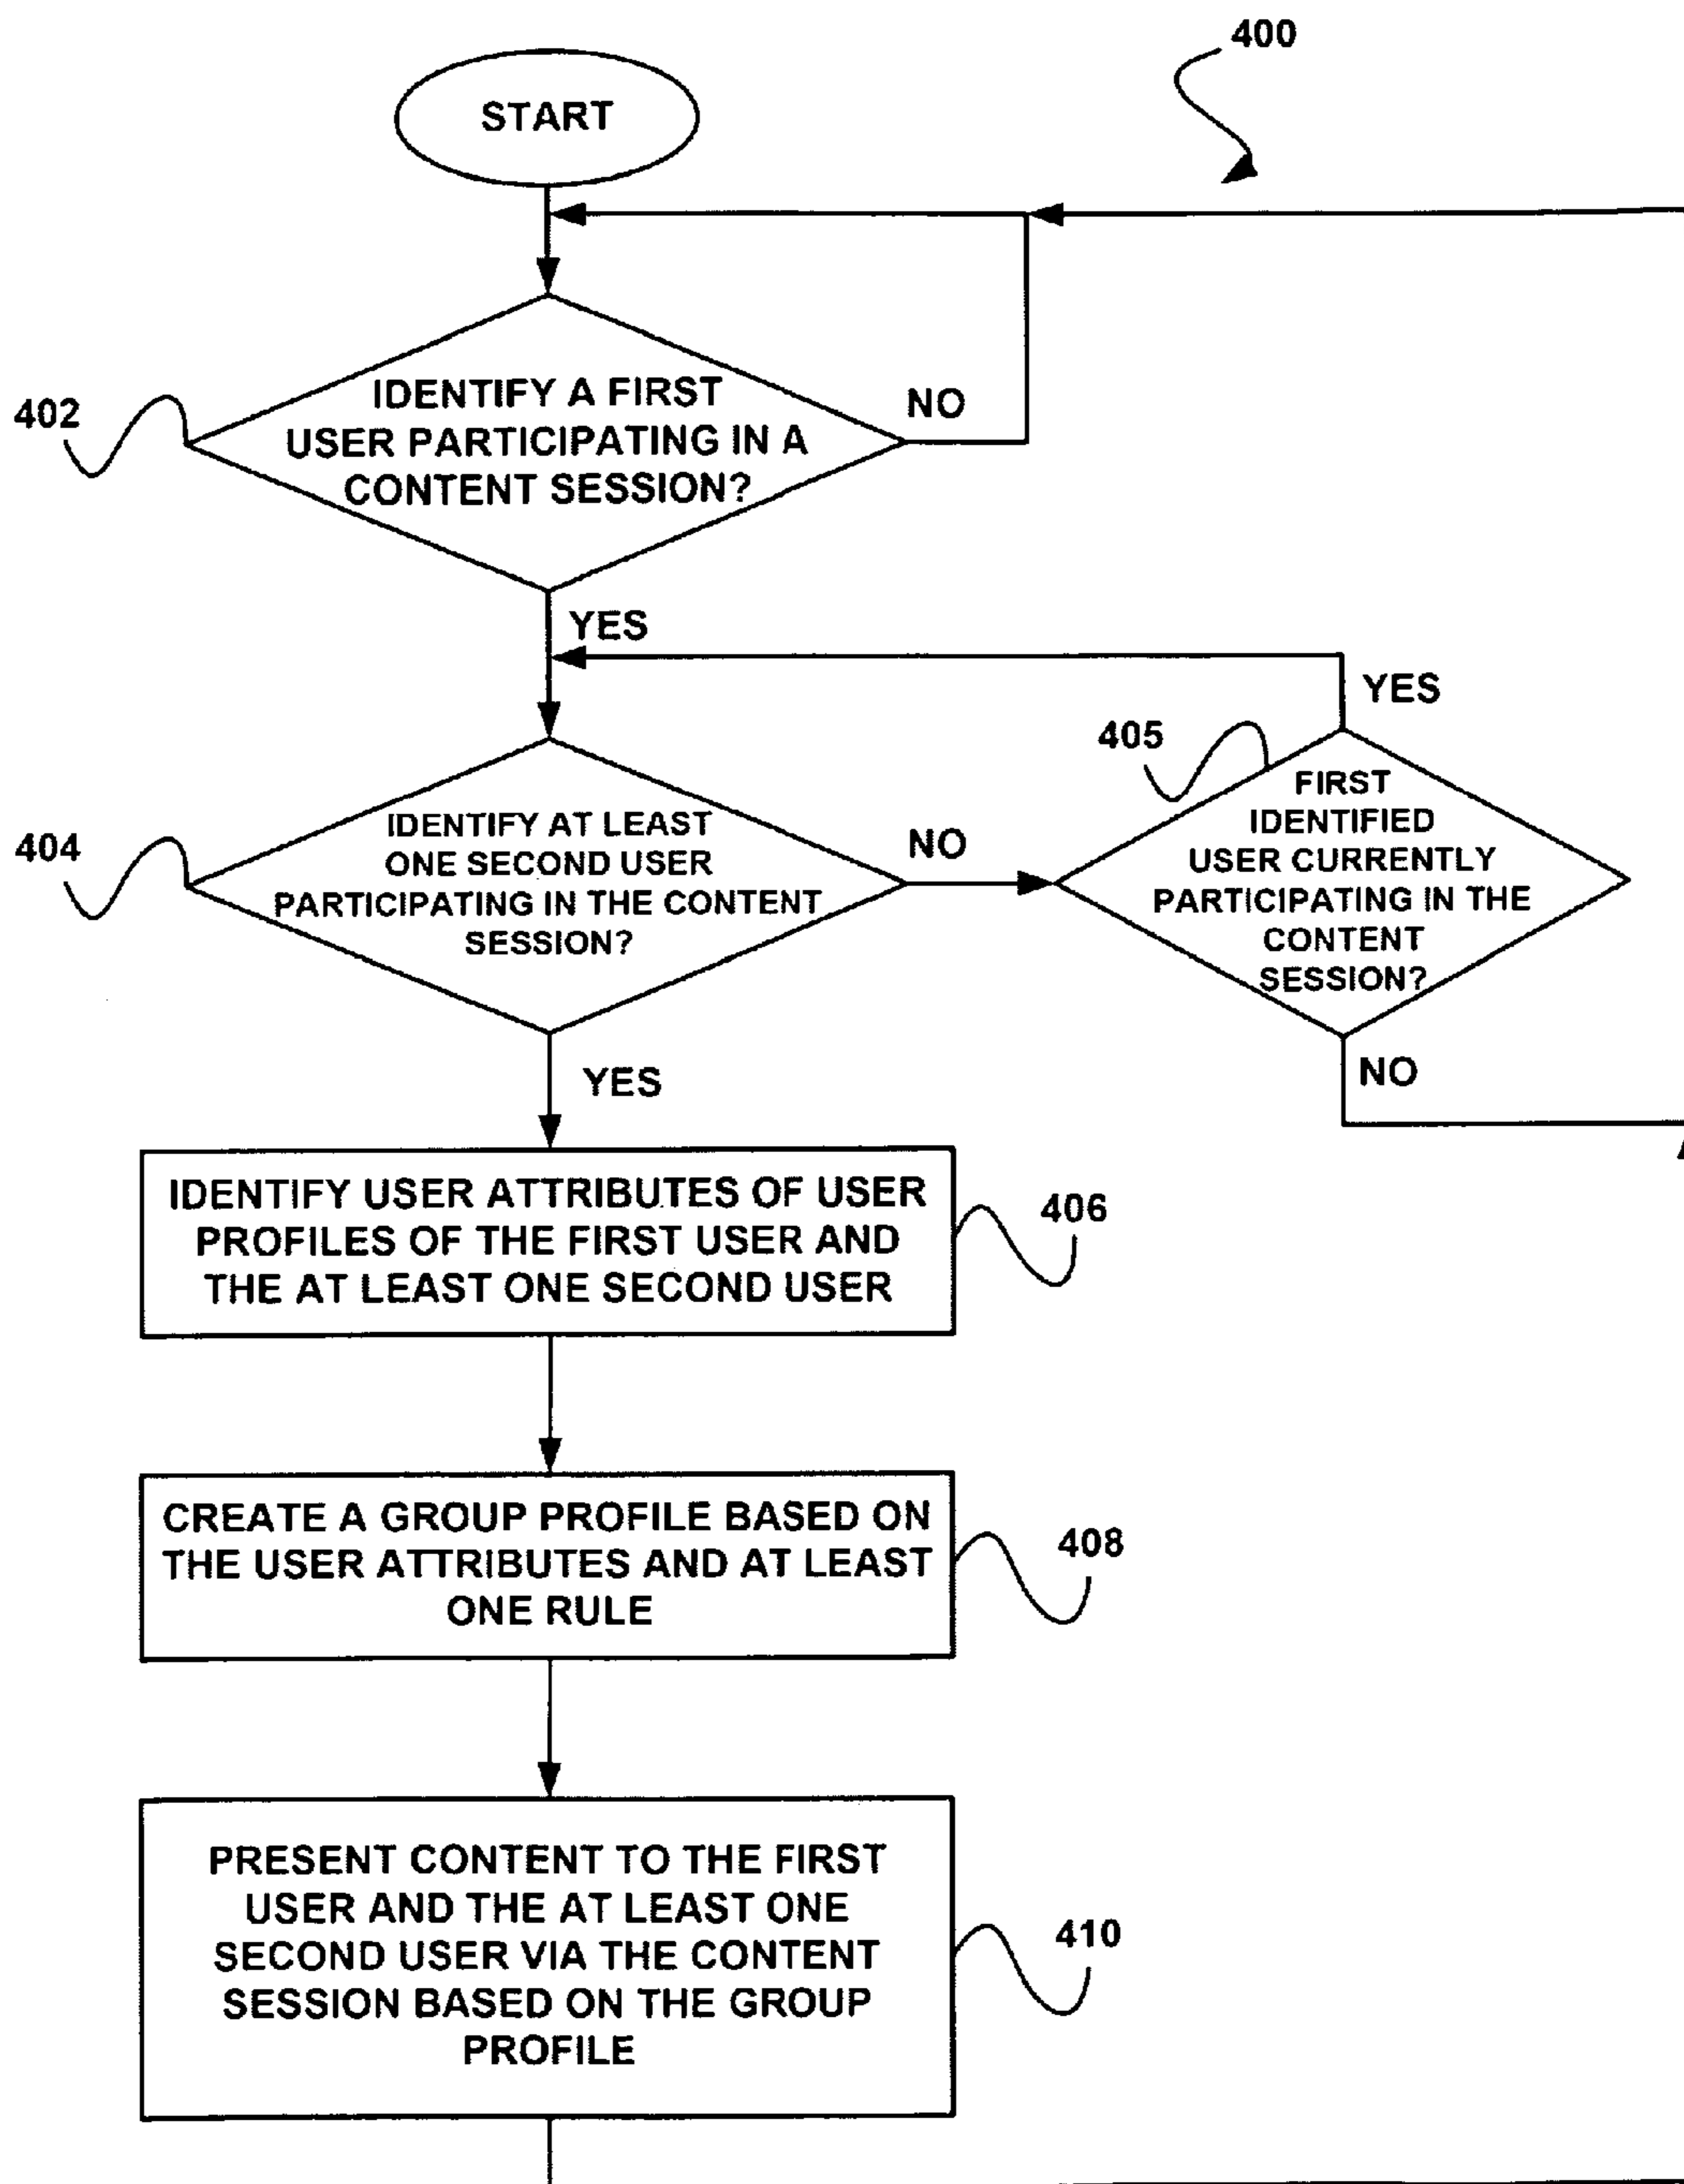 400
START
IDENTIFY A FIRST
USER PARTICIPATING IN A
CONTENT SESSION?
402
NO
YES
YES
405
FIRST
IDENTIFIED
USER CURRENTLY
PARTICIPATING IN THE
CONTENT
SESSION?
404
IDENTIFY AT LEAST
ONE SECOND USER
PARTICIPATING IN THE CONTENT
SESSION?
NO
YES
NO
IDENTIFY USER ATTRIBUTES OF USER
PROFILES OF THE FIRST USER AND
THE AT LEAST ONE SECOND USER
406
CREATE A GROUP PROFILE BASED ON
THE USER ATTRIBUTES AND AT LEAST
ONE RULE
408
PRESENT CONTENT TO THE FIRST
USER AND THE AT LEAST ONE
SECOND USER VIA THE CONTENT
SESSION BASED ON THE GROUP
PROFILE
410